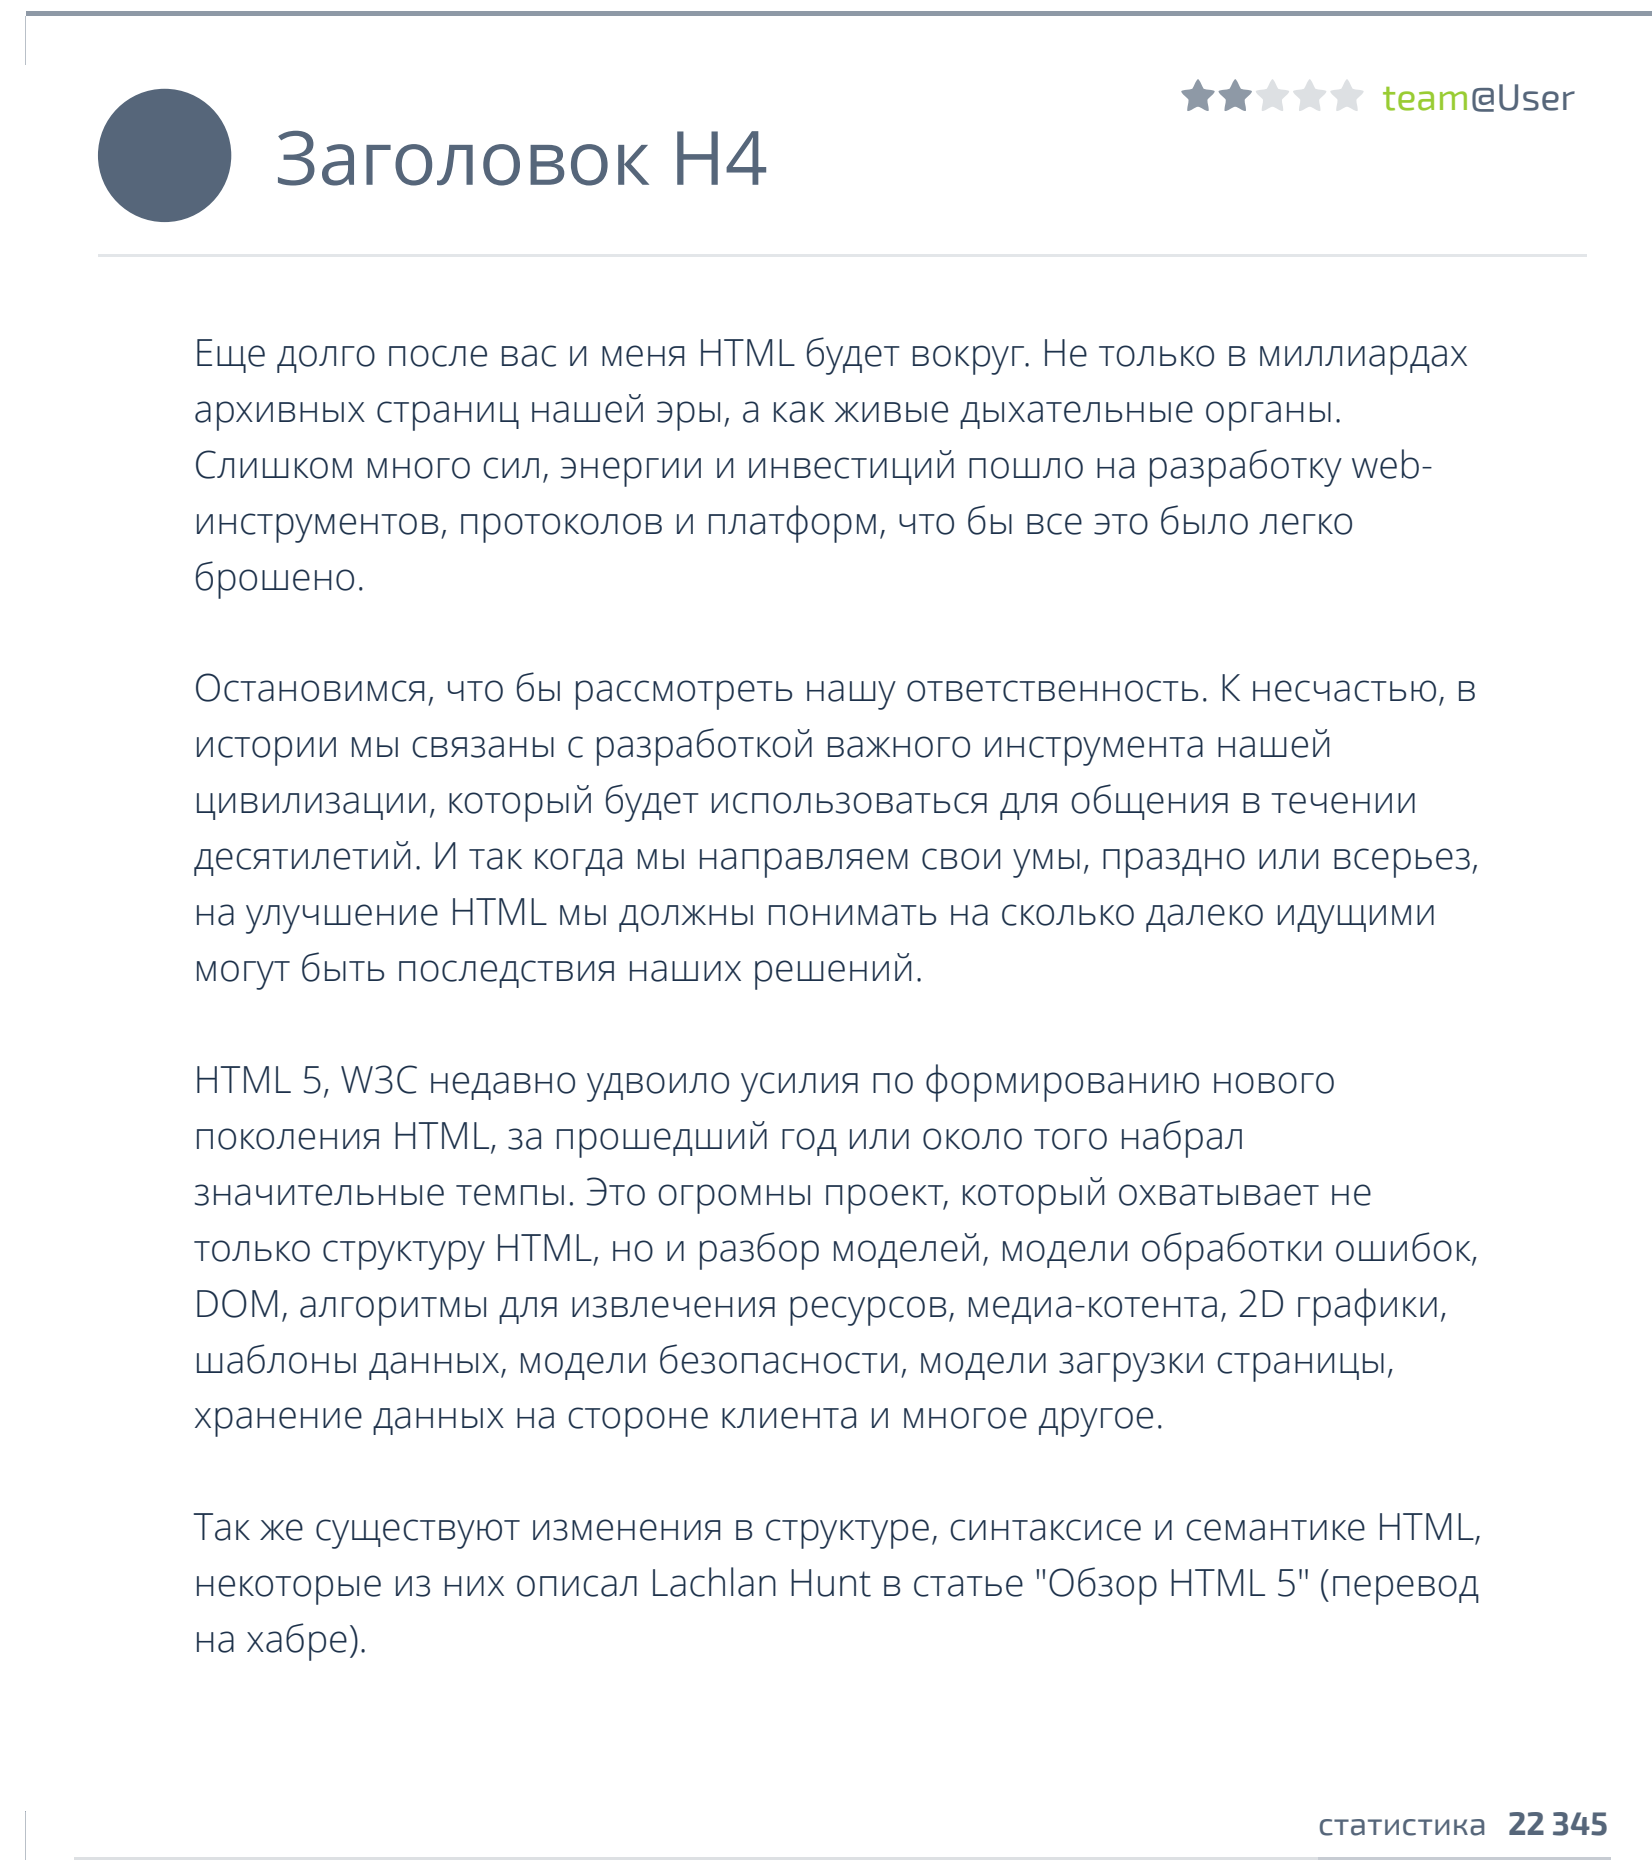 team@User
Заголовок H4
Еще долго после вас и меня HTML будет вокруг. Не только в миллиардах
архивных страниц нашей эры, а как живые дыхательные органы.
Слишком много сил, энергии и инвестиций пошло на разработку web-
инструментов, протоколов и платформ, что бы все это было легко
брошено.
Остановимся, что бы рассмотреть нашу ответственность. К несчастью, в
истории мы связаны с разработкой важного инструмента нашей
цивилизации, который будет использоваться для общения в течении
десятилетий. И так когда мы направляем свои умы, праздно или всерьез,
на улучшение HTML мы должны понимать на сколько далеко идущими
могут быть последствия наших решений.
HTML 5, W3C недавно удвоило усилия по формированию нового
поколения HTML, за прошедший год или около того набрал
значительные темпы. Это огромны проект, который охватывает не
только структуру HTML, но и разбор моделей, модели обработки ошибок,
DOM, алгоритмы для извлечения ресурсов, медиа-котента, 2D графики,
шаблоны данных, модели безопасности, модели загрузки страницы,
хранение данных на стороне клиента и многое другое.
Так же существуют изменения в структуре, синтаксисе и семантике HTML,
некоторые из них описал Lachlan Hunt в статье "Обзор HTML 5" (перевод
на хабре).
статистика 22 345